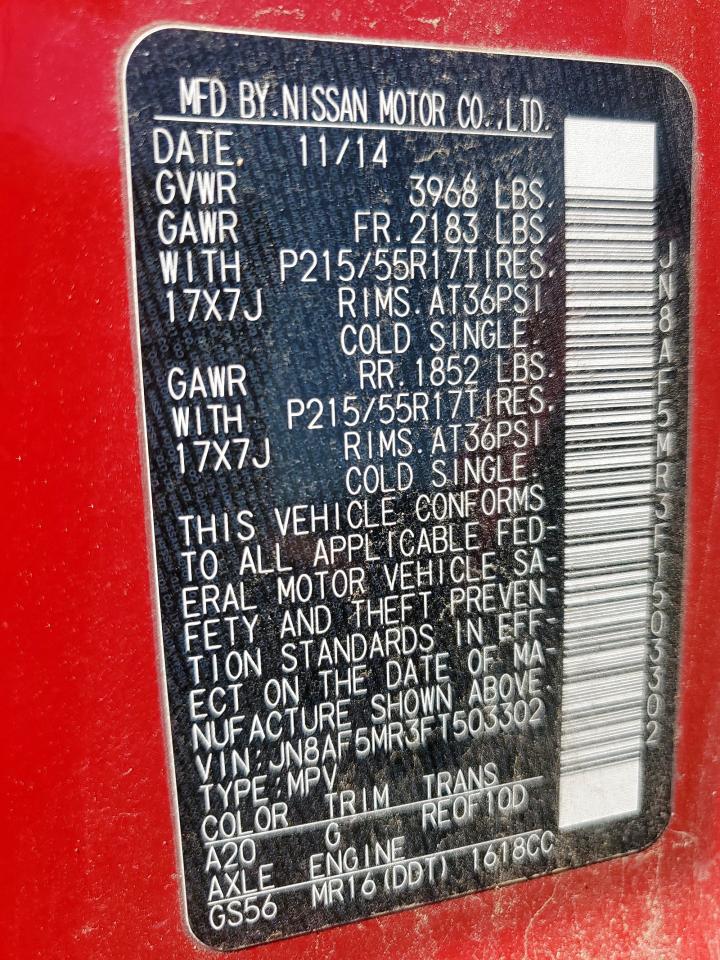 MFD BY.NISSAN MOTOR CO.,LTD.
DATE. 11/14
GVWR 3968 LBS.
GAWR FR.2183 LBS.
WITH P215/55R17TIRES.
17X7J RIMS.AT36PSI
COLD SINGLE.
GAWR RR.1852 LBS.
WITH P215/55R17TIRES.
17X7J RIMS.AT36PSI
COLD SINGLE.
THIS VEHICLE CONFORMS
TO ALL APPLICABLE FED-
ERAL MOTOR VEHICLE SA-
FETY AND THEFT PREVEN-
TION STANDARDS IN EFF-
ECT ON THE DATE OF MA-
NUFACTURE SHOWN ABOVE.
VIN:JN8AF5MR3FT503302
TYPE:MPV
COLOR TRIM TRANS
A20 G RE0F10D
AXLE ENGINE
GS56 MR16(DDT) 1618CC
JN8AF5MR3FT503302